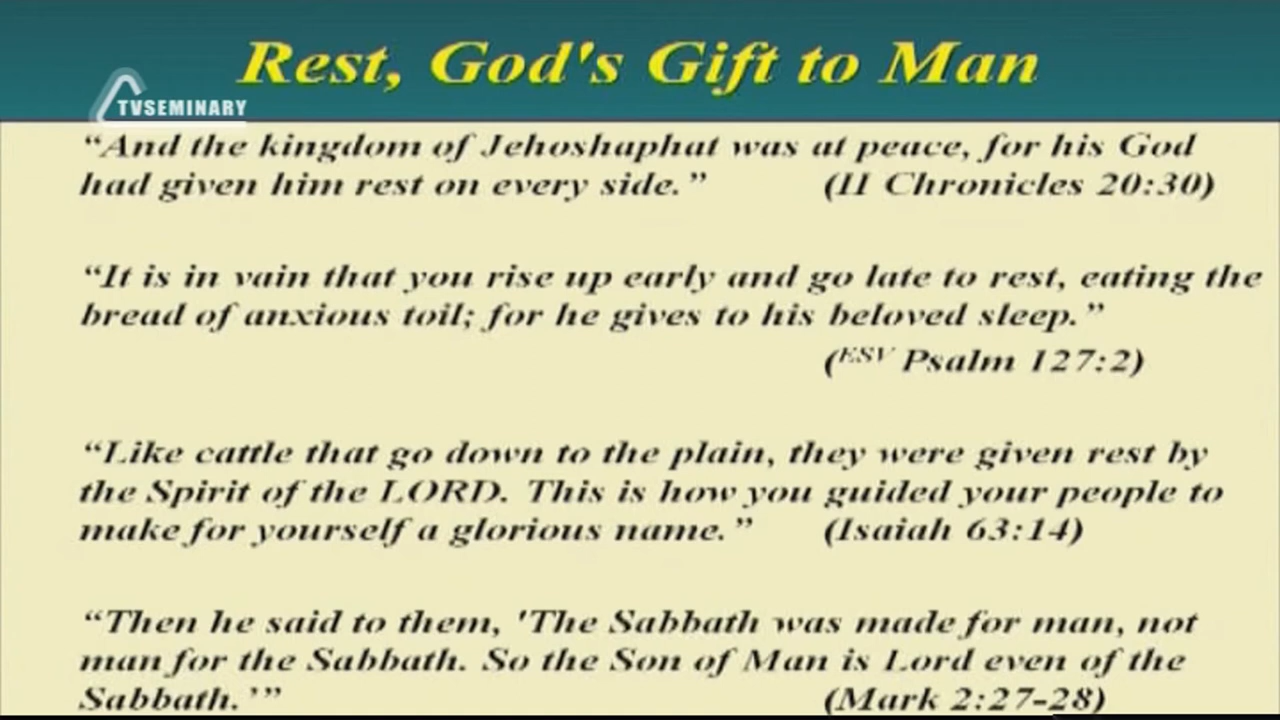 Rest, God's Gift to Man
TVSEMINARY
“And the kingdom of Jehoshaphat was at peace, for his God
had given him rest on every side.” (II Chronicles 20:30)
“It is in vain that you rise up early and go late to rest, eating the
bread of anxious toil; for he gives to his beloved sleep.”
(ESV Psalm 127:2)
“Like cattle that go down to the plain, they were given rest by
the Spirit of the LORD. This is how you guided your people to
make for yourself a glorious name.” (Isaiah 63:14)
“Then he said to them, 'The Sabbath was made for man, not
man for the Sabbath. So the Son of Man is Lord even of the
Sabbath.’” (Mark 2:27-28)